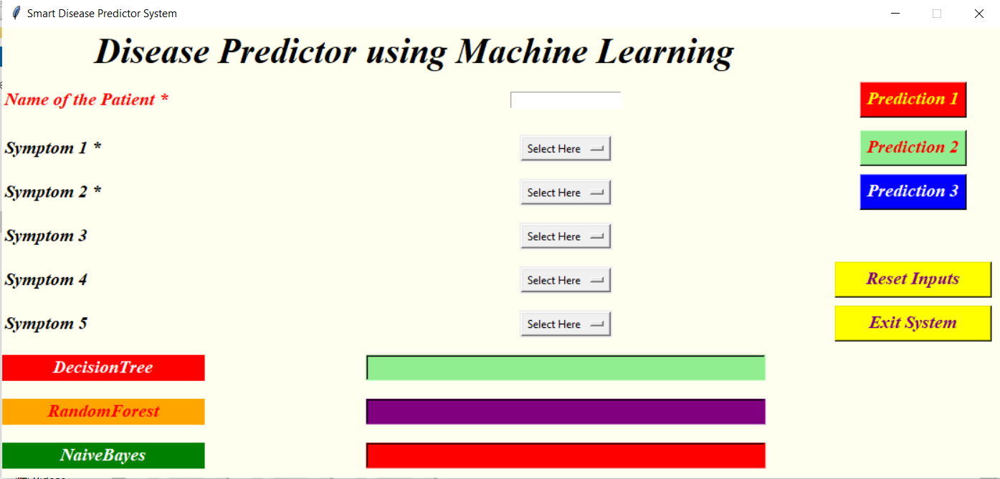 Smart Disease Predictor System
Disease Predictor using Machine Learning
Name of the Patient *
Prediction 1
Symptom 1 *
Select Here
Prediction 2
Symptom 2 *
Select Here
Prediction 3
Symptom 3
Select Here
Symptom 4
Select Here
Reset Inputs
Symptom 5
Select Here
Exit System
DecisionTree
RandomForest
NaiveBayes